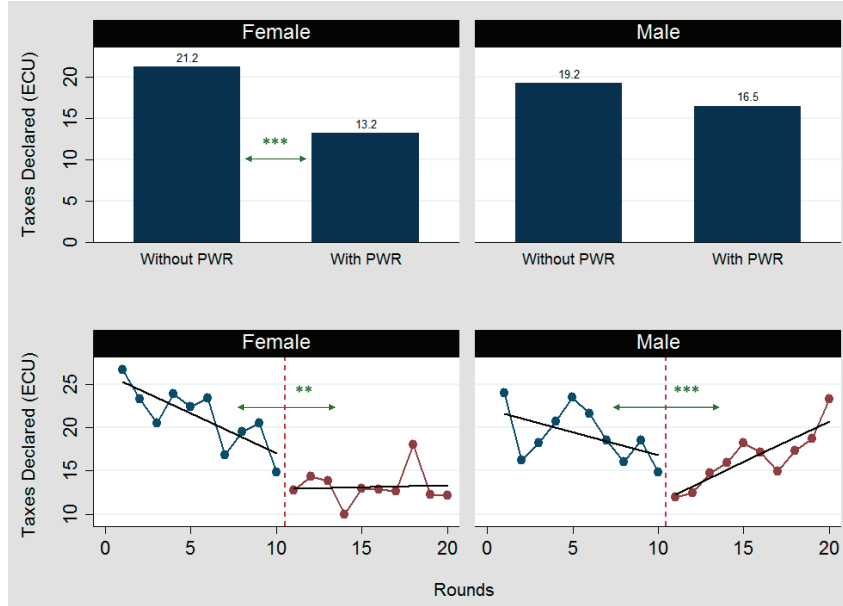 Female Male
Taxes Declared (ECU)
21.2 19.2
20
16.5
15
13.2
***
10
5
0
Without PWR With PWR Without PWR With PWR
Female Male
Taxes Declared (ECU)
25
** ***
20
15
10
0 5 10 15 20 0 5 10 15 20
Rounds